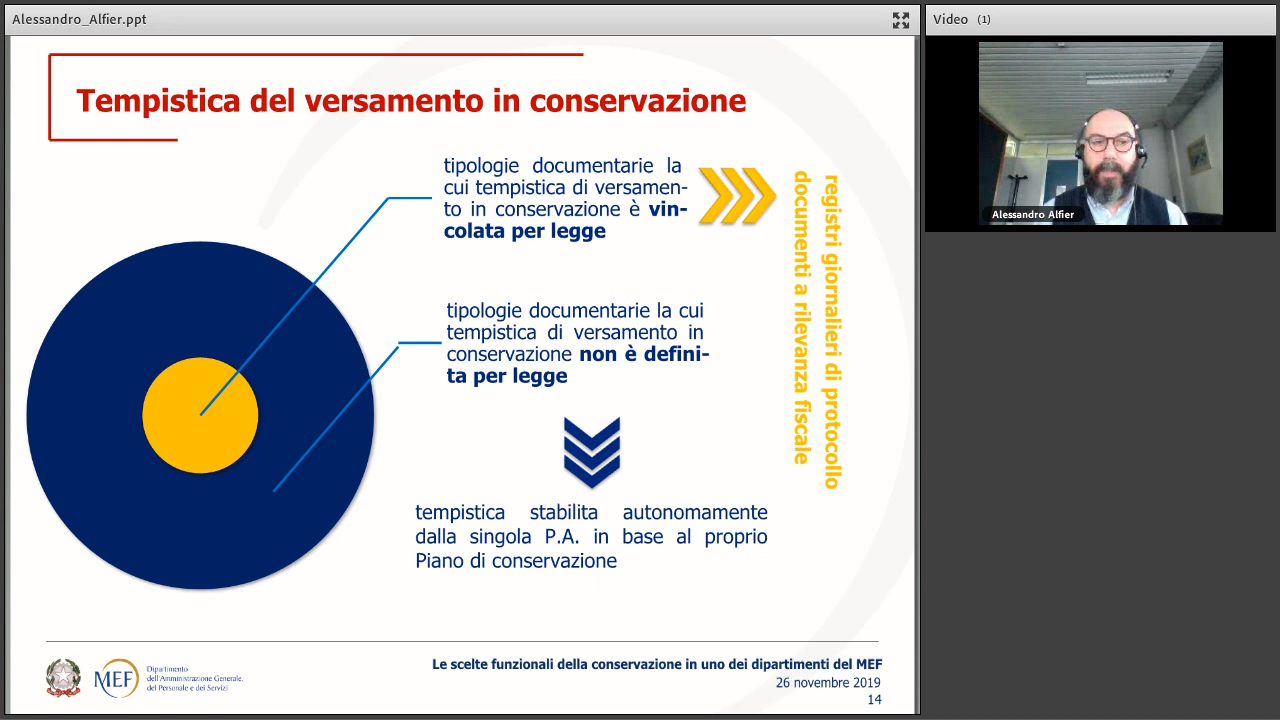 Alessandro_Alfier.ppt
Video (1)
Alessandro Alfier
Tempistica del versamento in conservazione
tipologie documentarie la
cui tempistica di versamen-
to in conservazione è vin-
colata per legge
registri giornalieri di protocollo
documenti a rilevanza fiscale
tipologie documentarie la cui
tempistica di versamento in
conservazione non è defini-
ta per legge
tempistica stabilita autonomamente
dalla singola P.A. in base al proprio
Piano di conservazione
MEF
Dipartimento
dell'Amministrazione Generale,
del Personale e dei Servizi
Le scelte funzionali della conservazione in uno dei dipartimenti del MEF
26 novembre 2019
14